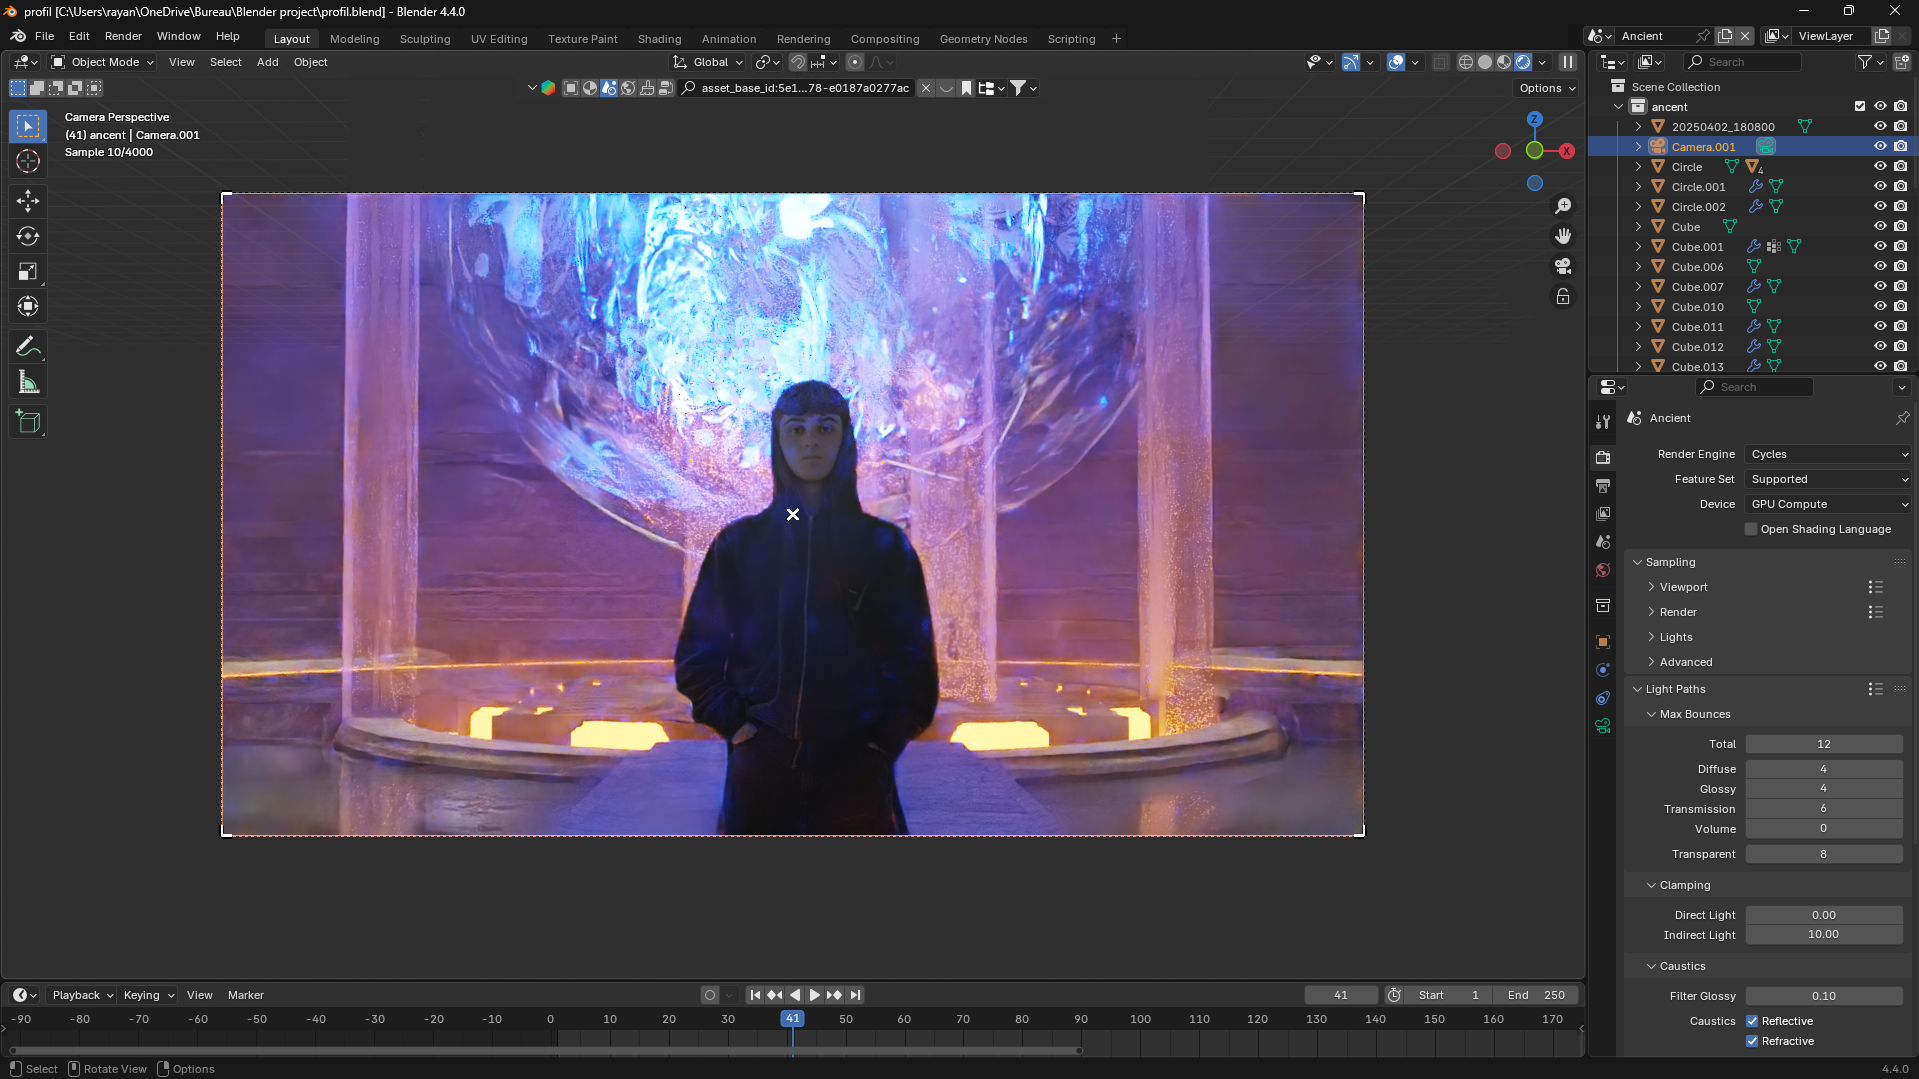 profil [C:\Users\rayan\OneDrive\Bureau\Blender project\profil.blend] - Blender 4.4.0
File Edit Render Window Help Layout Modeling Sculpting UV Editing Texture Paint Shading Animation Rendering Compositing Geometry Nodes Scripting + Ancient ViewLayer
Object Mode View Select Add Object Global Search
asset_base_id:5e1...78-e0187a0277ac Options
Camera Perspective
(41) ancent | Camera.001
Sample 10/4000
Z
X
Scene Collection
ancent
20250402_180800
Camera.001
Circle 4
Circle.001
Circle.002
Cube
Cube.001
Cube.006
Cube.007
Cube.010
Cube.011
Cube.012
Cube.013
Search
Ancient
Render Engine Cycles
Feature Set Supported
Device GPU Compute
Open Shading Language
Sampling
Viewport
Render
Lights
Advanced
Light Paths
Max Bounces
Total 12
Diffuse 4
Glossy 4
Transmission 6
Volume 0
Transparent 8
Clamping
Direct Light 0.00
Indirect Light 10.00
Caustics
Filter Glossy 0.10
Caustics Reflective
Refractive
Playback Keying View Marker 41 Start 1 End 250
-90 -80 -70 -60 -50 -40 -30 -20 -10 0 10 20 30 41 50 60 70 80 90 100 110 120 130 140 150 160 170
Select Rotate View Options 4.4.0